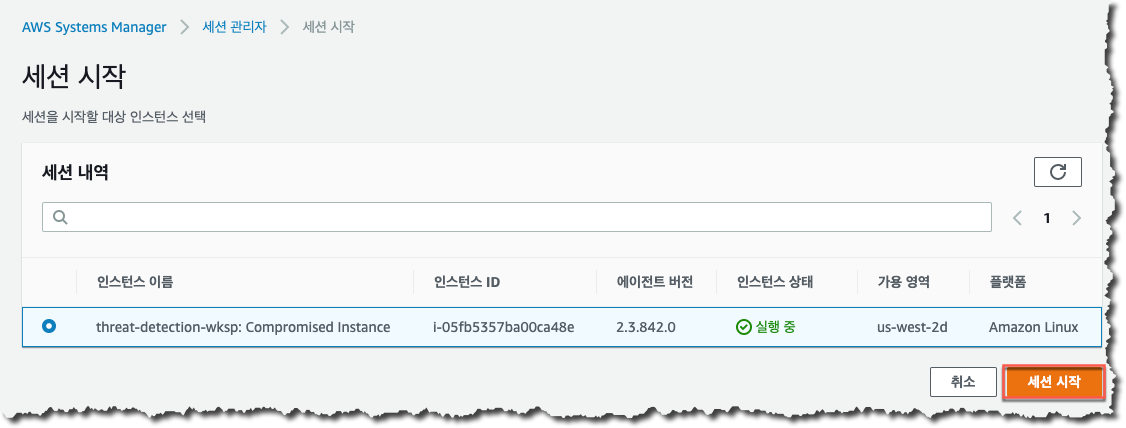 AWS Systems Manager > 세션 관리자 > 세션 시작
세션 시작
세션을 시작할 대상 인스턴스 선택
세션 내역
1
인스턴스 이름 인스턴스 ID 에이전트 버전 인스턴스 상태 가용 영역 플랫폼
threat-detection-wksp: Compromised Instance i-05fb5357ba00ca48e 2.3.842.0 실행 중 us-west-2d Amazon Linux
취소 세션 시작